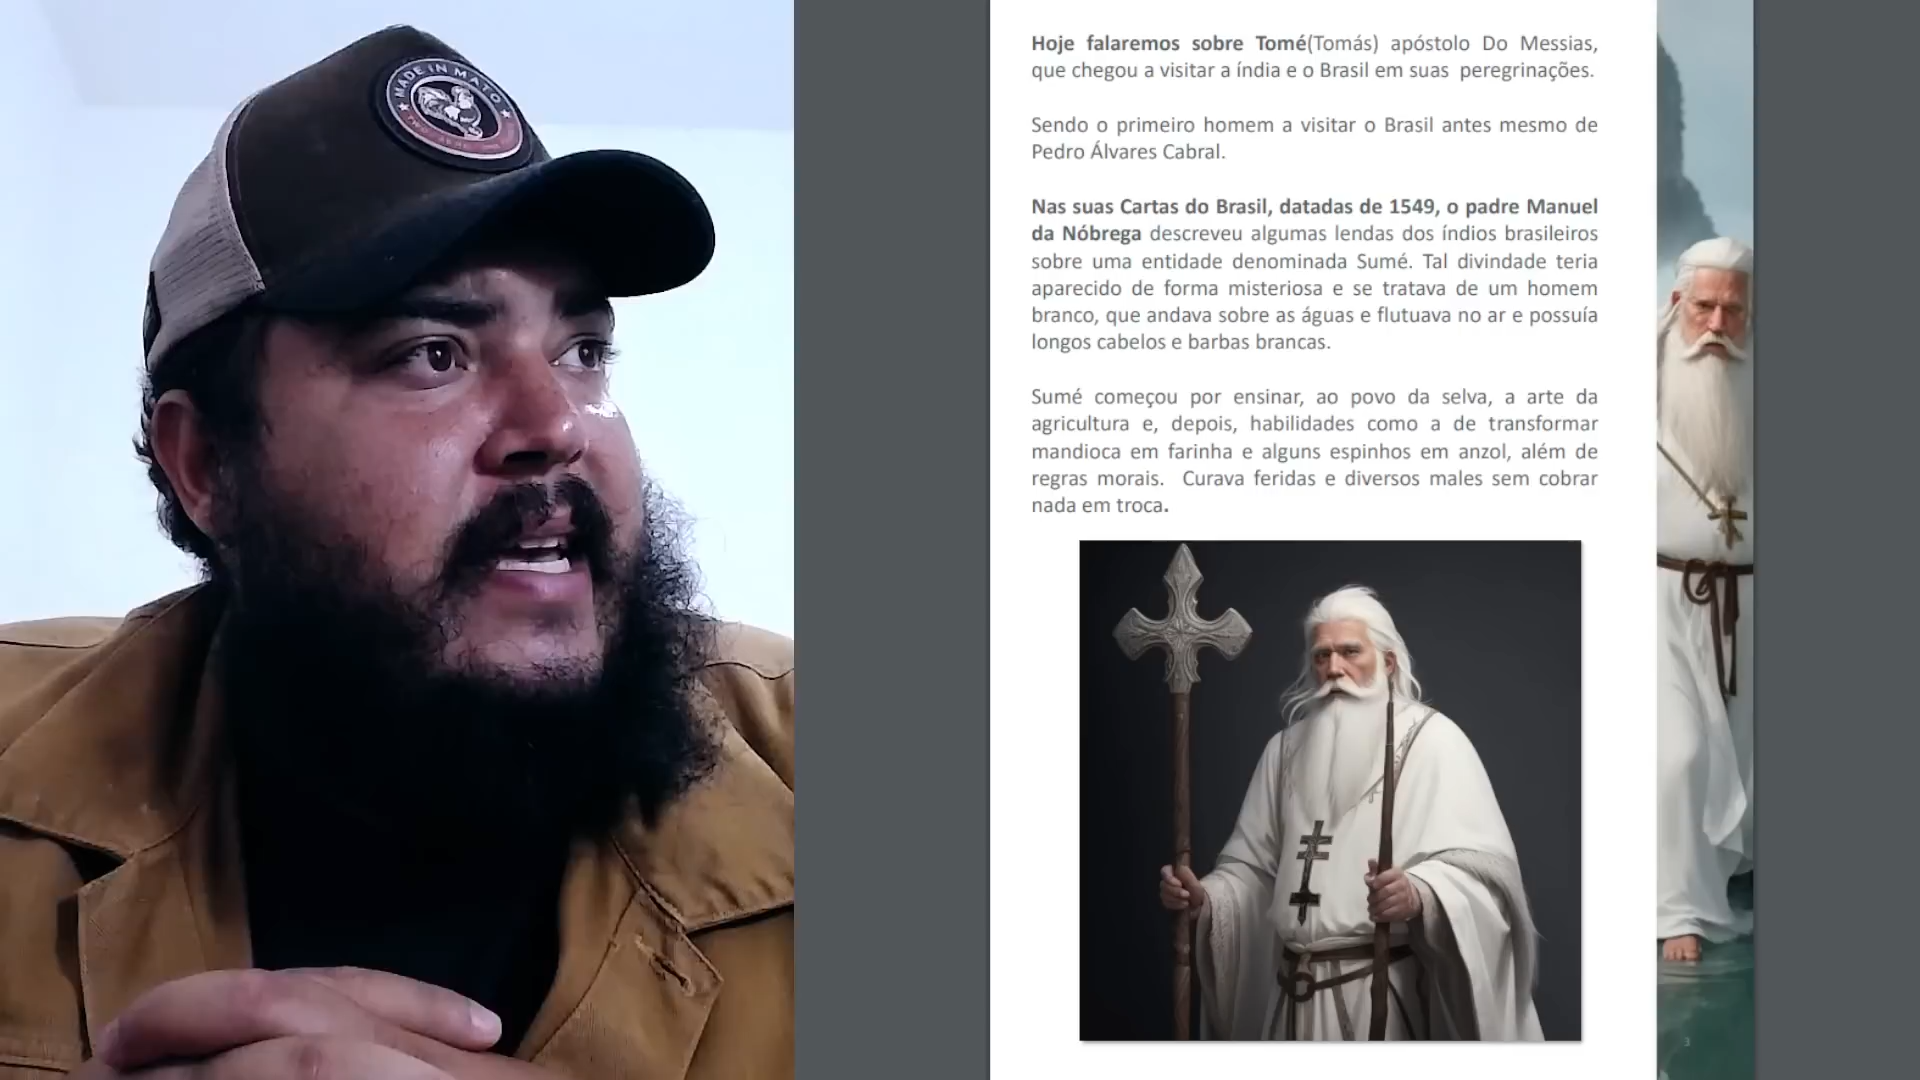 MADE IN MATO
Hoje falaremos sobre Tomé(Tomás) apóstolo Do Messias,
que chegou a visitar a índia e o Brasil em suas peregrinações.
Sendo o primeiro homem a visitar o Brasil antes mesmo de
Pedro Álvares Cabral.
Nas suas Cartas do Brasil, datadas de 1549, o padre Manuel
da Nóbrega descreveu algumas lendas dos índios brasileiros
sobre uma entidade denominada Sumé. Tal divindade teria
aparecido de forma misteriosa e se tratava de um homem
branco, que andava sobre as águas e flutuava no ar e possuía
longos cabelos e barbas brancas.
Sumé começou por ensinar, ao povo da selva, a arte da
agricultura e, depois, habilidades como a de transformar
mandioca em farinha e alguns espinhos em anzol, além de
regras morais. Curava feridas e diversos males sem cobrar
nada em troca.
3